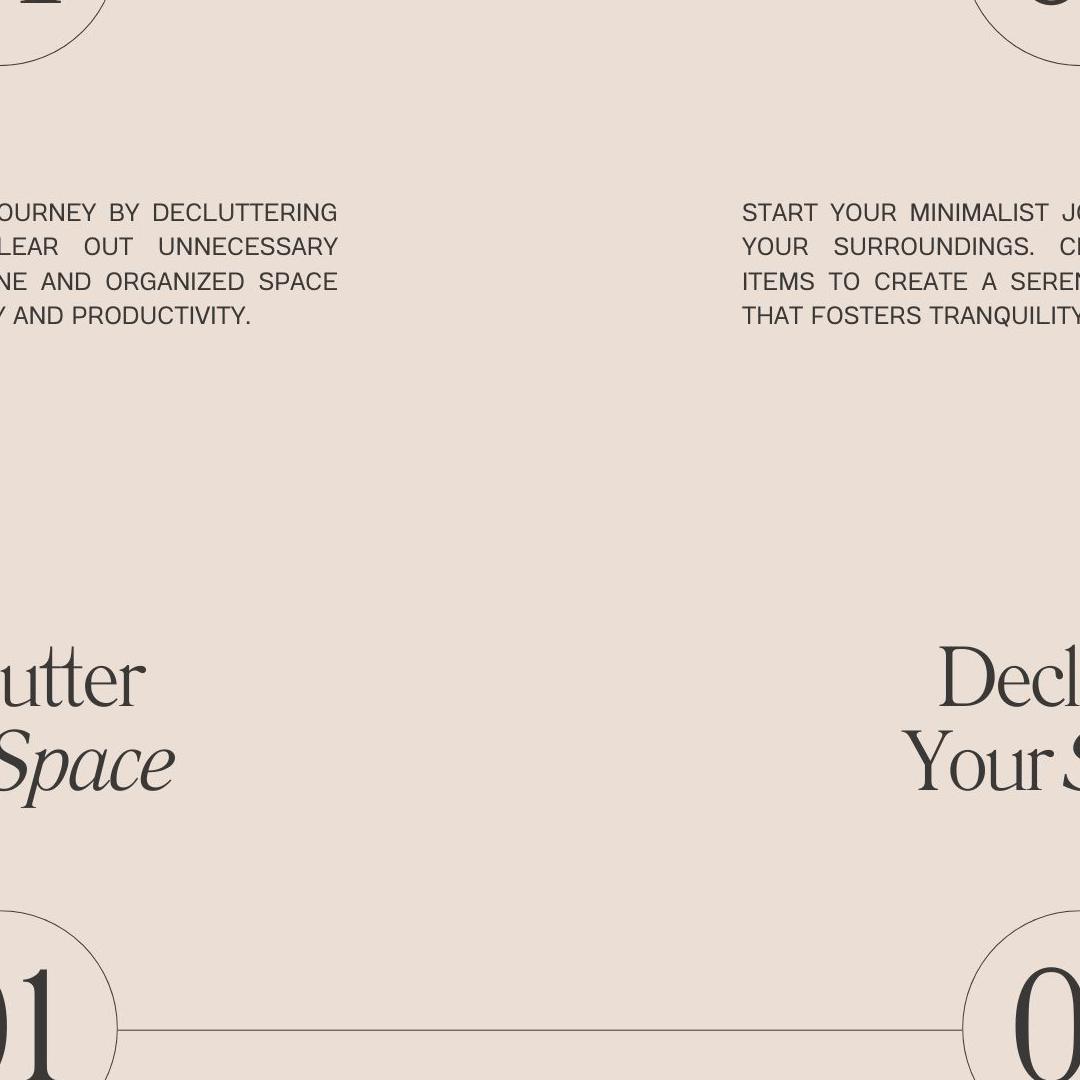 OURNEY BY DECLUTTERING
LEAR OUT UNNECESSARY
NE AND ORGANIZED SPACE
Y AND PRODUCTIVITY.
START YOUR MINIMALIST JO
YOUR SURROUNDINGS. CL
ITEMS TO CREATE A SEREN
THAT FOSTERS TRANQUILITY
utter
Space
Decl
Your S
01
0